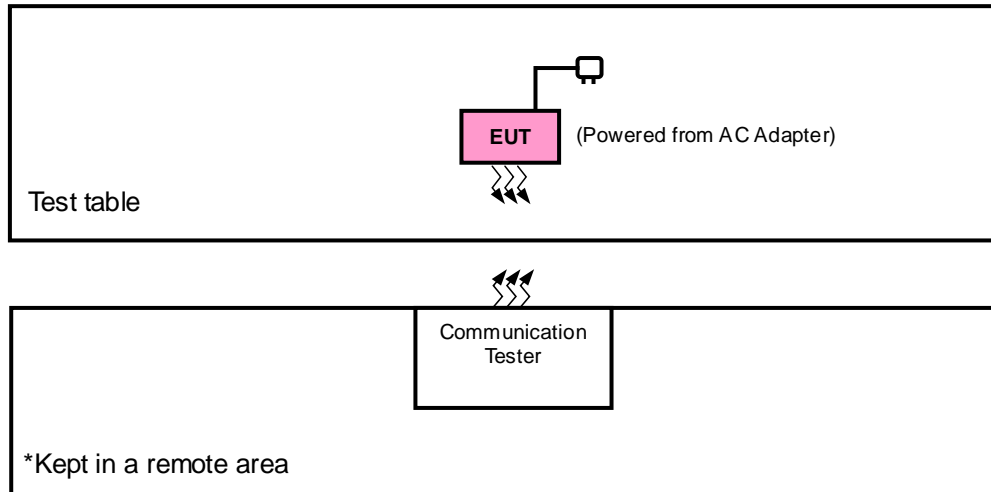 EUT
(Powered from AC Adapter)
Test table
Communication
Tester
*Kept in a remote area